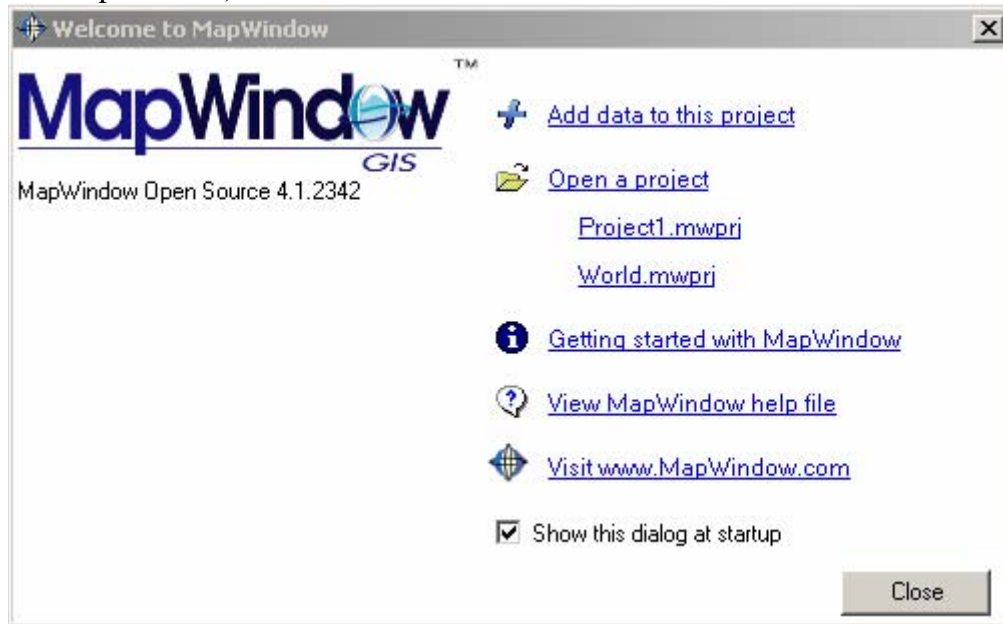 Welcome to MapWindow
MapWindow™
GIS
MapWindow Open Source 4.1.2342
Add data to this project
Open a project
Project1.mwprj
World.mwprj
Getting started with MapWindow
View MapWindow help file
Visit www.MapWindow.com
Show this dialog at startup
Close